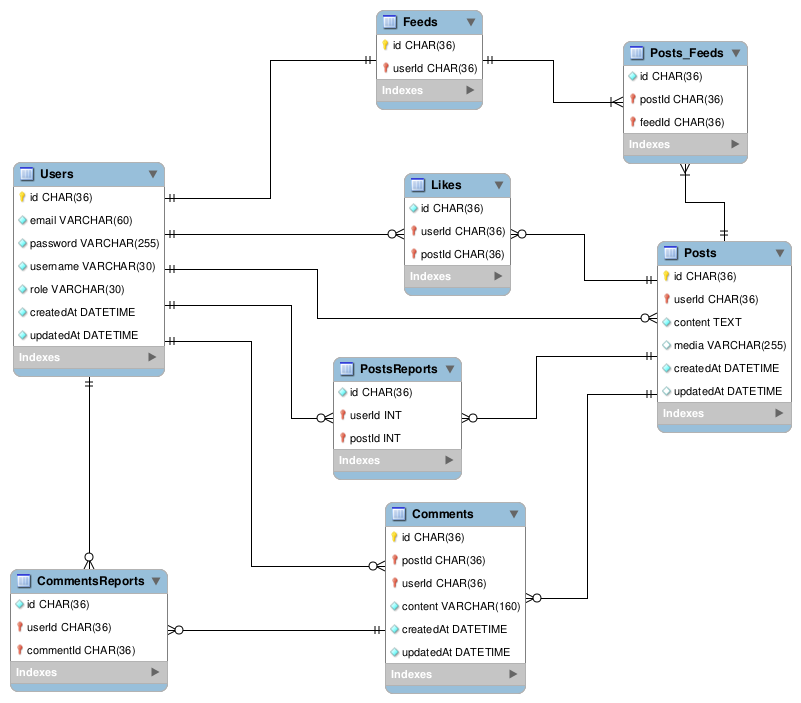 Feeds
id CHAR(36)
userId CHAR(36)
Indexes
Posts_Feeds
id CHAR(36)
postId CHAR(36)
feedId CHAR(36)
Indexes
Users
id CHAR(36)
email VARCHAR(60)
password VARCHAR(255)
username VARCHAR(30)
role VARCHAR(30)
createdAt DATETIME
updatedAt DATETIME
Indexes
Likes
id CHAR(36)
userId CHAR(36)
postId CHAR(36)
Indexes
Posts
id CHAR(36)
userId CHAR(36)
content TEXT
media VARCHAR(255)
createdAt DATETIME
updatedAt DATETIME
Indexes
PostsReports
id CHAR(36)
userId INT
postId INT
Indexes
Comments
id CHAR(36)
postId CHAR(36)
userId CHAR(36)
content VARCHAR(160)
createdAt DATETIME
updatedAt DATETIME
Indexes
CommentsReports
id CHAR(36)
userId CHAR(36)
commentId CHAR(36)
Indexes